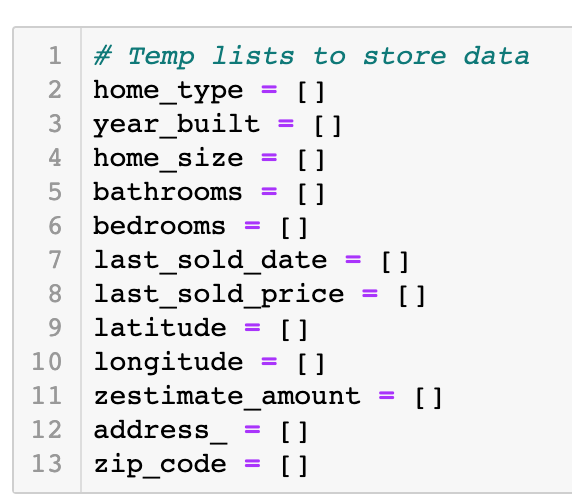 1 # Temp lists to store data
2 home_type = []
3 year_built = []
4 home_size = []
5 bathrooms = []
6 bedrooms = []
7 last_sold_date = []
8 last_sold_price = []
9 latitude = []
10 longitude = []
11 zestimate_amount = []
12 address_ = []
13 zip_code = []